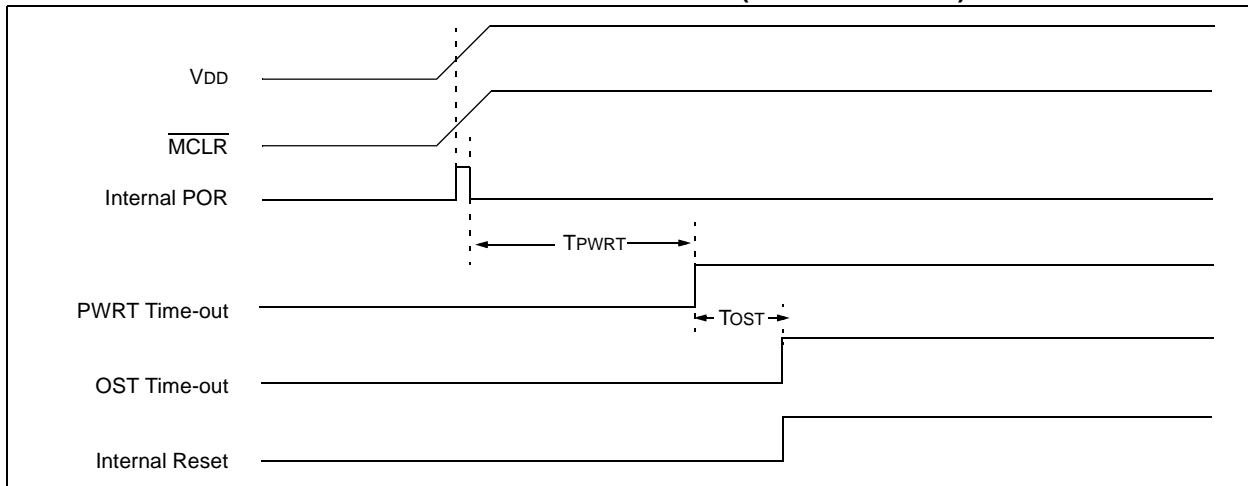 VDD
MCLR
Internal POR
TPWRT
PWRT Time-out
TOST
OST Time-out
Internal Reset